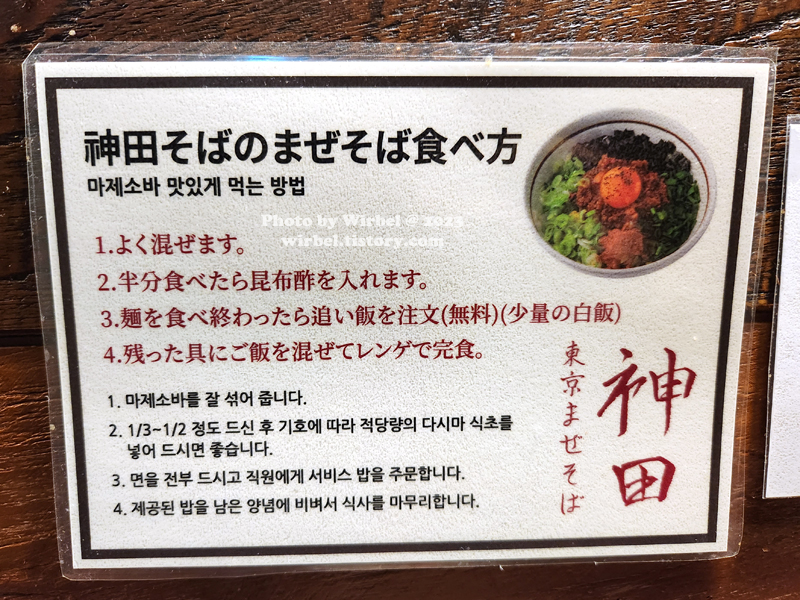 神田そばのまぜそば食べ方
마제소바 맛있게 먹는 방법
Photo by Wirbel @ 2023
wirbel.tistory.com
1.よく混ぜます。
2.半分食べたら昆布酢を入れます。
3.麺を食べ終わったら追い飯を注文(無料)(少量の白飯)
4.残った具にご飯を混ぜてレンゲで完食。
1. 마제소바를 잘 섞어 줍니다.
2. 1/3~1/2 정도 드신 후 기호에 따라 적당량의 다시마 식초를
넣어 드시면 좋습니다.
3. 면을 전부 드시고 직원에게 서비스 밥을 주문합니다.
4. 제공된 밥을 남은 양념에 비벼서 식사를 마무리합니다.
神田
東京まぜそば